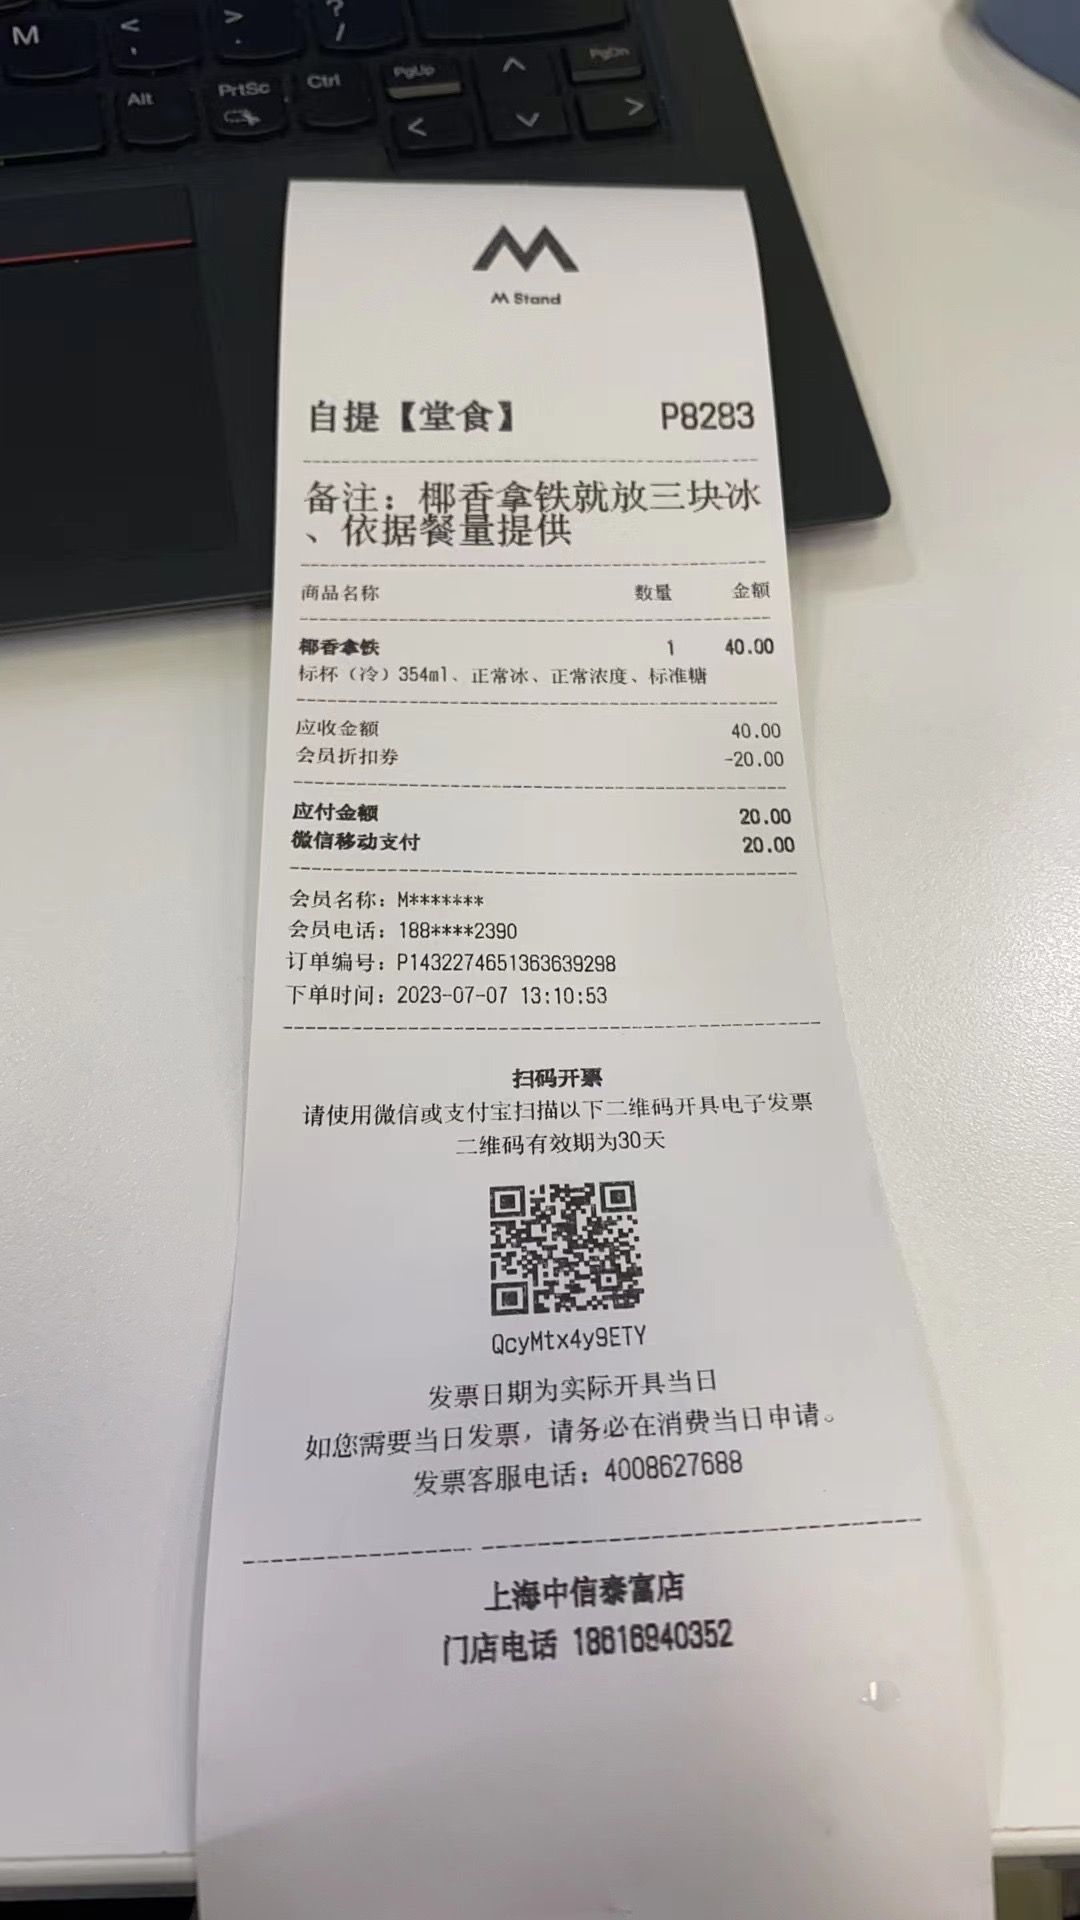 M
<
,
>
.
?
/
Alt
PrtSc
Ctrl
PgUp
PgDn
M Stand
自提【堂食】 P8283
备注：椰香拿铁就放三块冰
、依据餐量提供
商品名称 数量 金额
椰香拿铁 1 40.00
标杯（冷）354ml、正常冰、正常浓度、标准糖
应收金额 40.00
会员折扣券 -20.00
应付金额 20.00
微信移动支付 20.00
会员名称：M*******
会员电话：188****2390
订单编号：P1432274651363639298
下单时间：2023-07-07 13:10:53
扫码开票
请使用微信或支付宝扫描以下二维码开具电子发票
二维码有效期为30天
QcyMtx4y9ETY
发票日期为实际开具当日
如您需要当日发票，请务必在消费当日申请。
发票客服电话：4008627688
上海中信泰富店
门店电话 18616940352